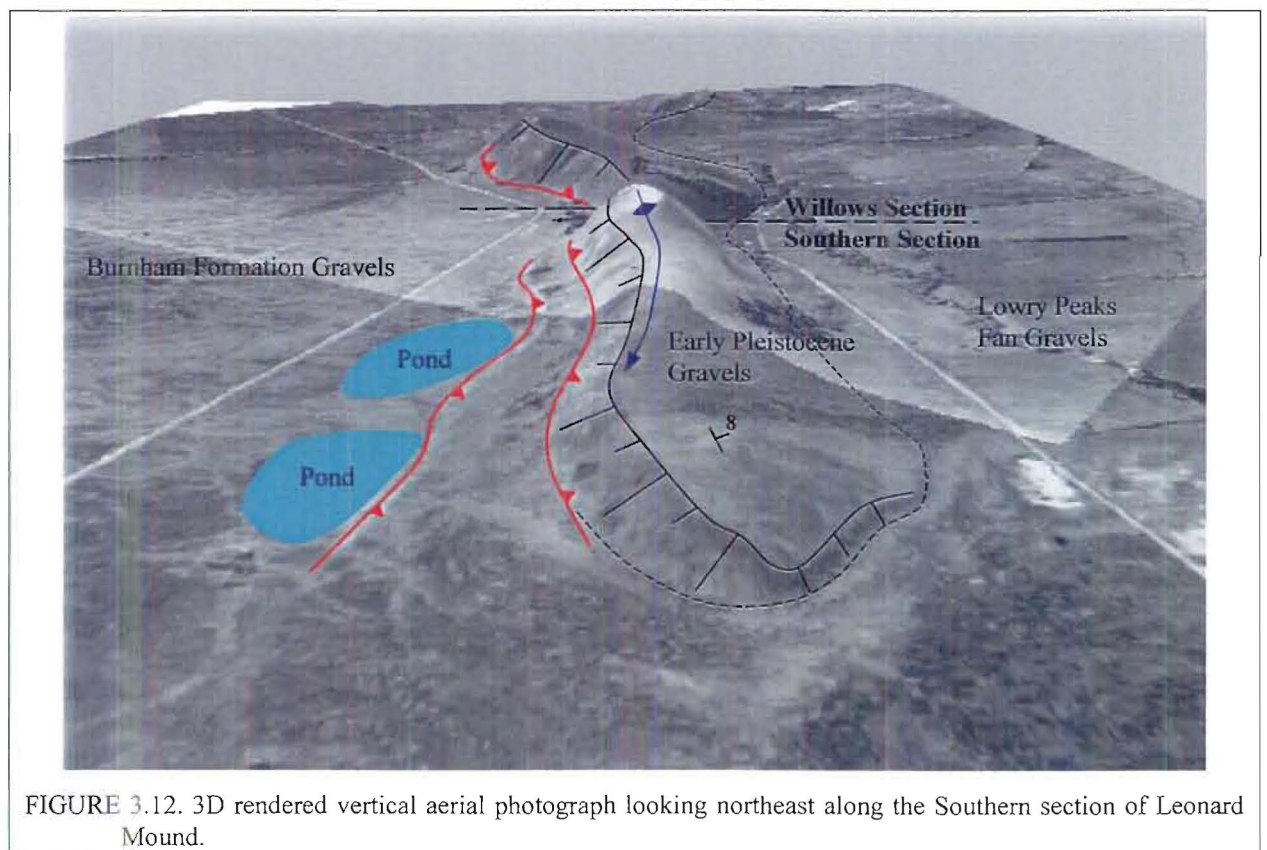 Willows Section
Southern Section
Burnham Formation Gravels
Lowry Peaks
Fan Gravels
Early Pleistocene
Gravels
Pond
8
Pond
FIGURE 3.12. 3D rendered vertical aerial photograph looking northeast along the Southern section of Leonard
Mound.